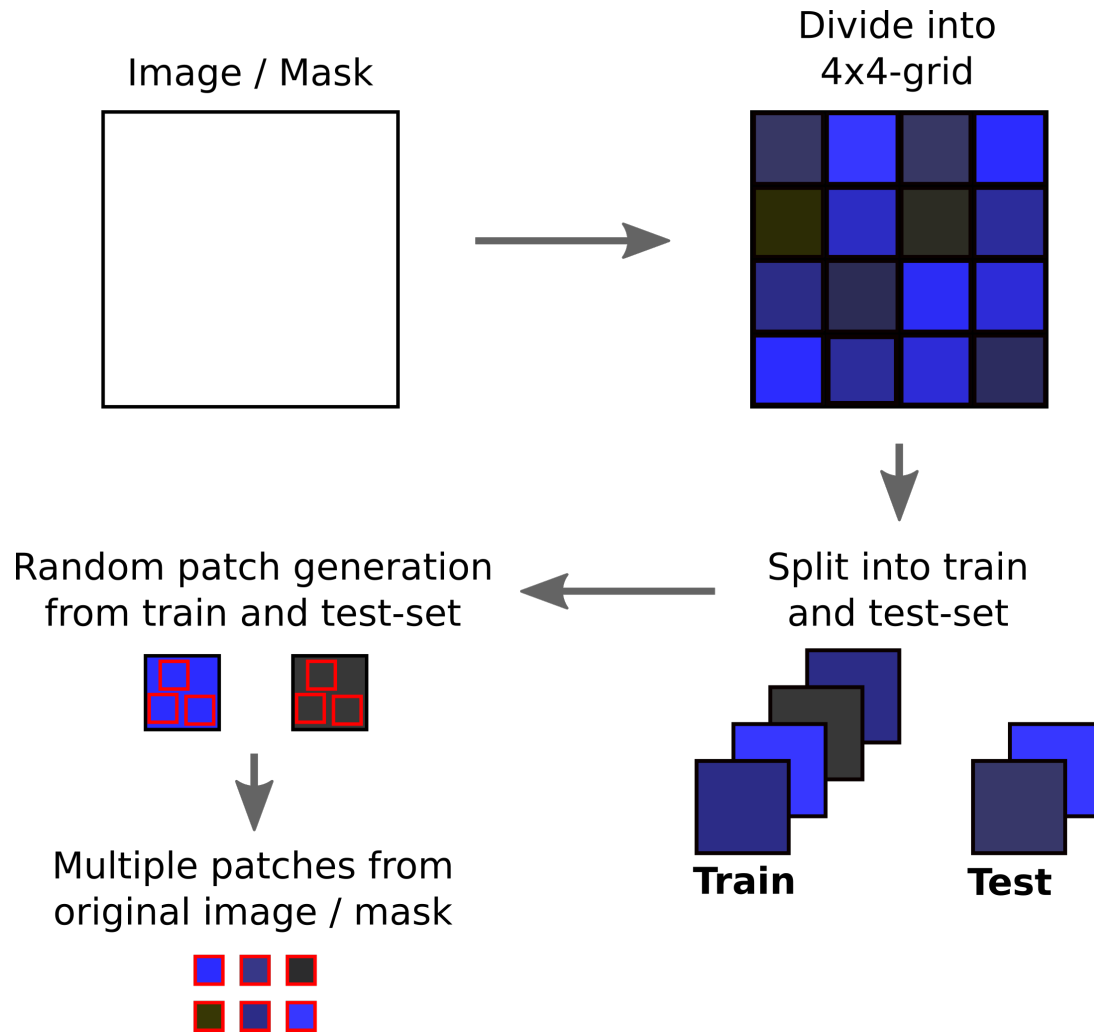 Image / Mask
Divide into
4x4-grid
Split into train
and test-set
Train
Test
Random patch generation
from train and test-set
Multiple patches from
original image / mask